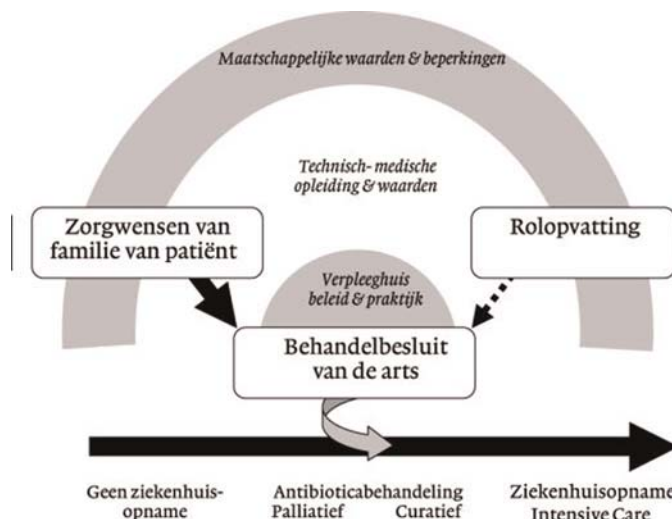 Maatschappelijke waarden & beperkingen
Technisch- medische
opleiding & waarden
Zorgwensen van
familie van patiënt
Rolopvatting
Verpleeghuis
beleid & praktijk
Behandelbesluit
van de arts
Geen ziekenhuis-
opname
Antibioticabehandeling
Palliatief Curatief
Ziekenhuisopname
Intensive Care